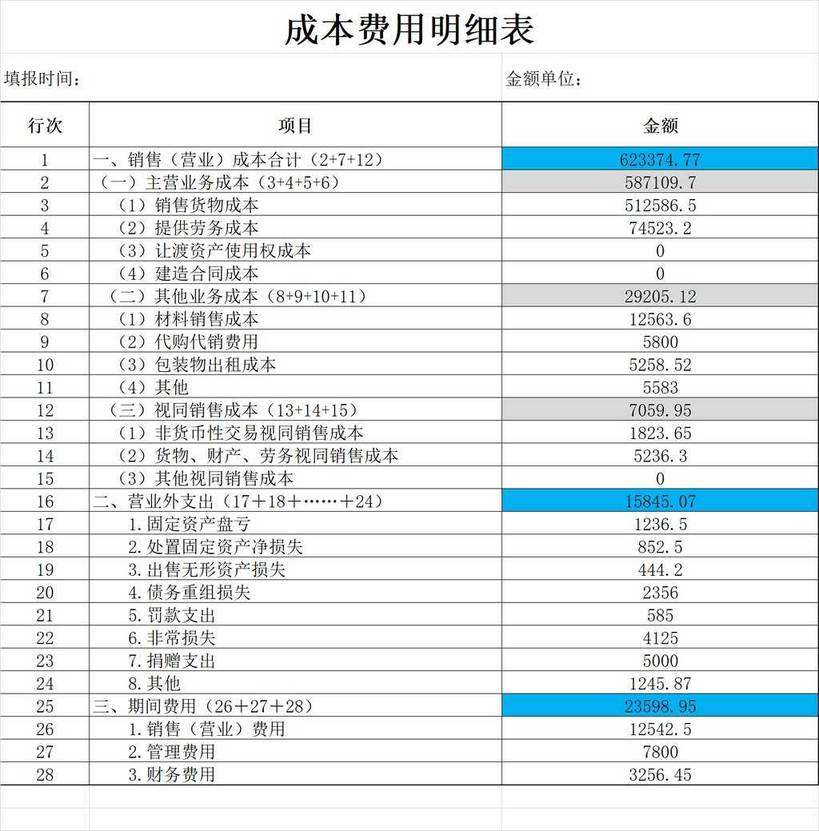 成本费用明细表
填报时间： 金额单位：
行次 项目 金额
1 一、销售（营业）成本合计（2+7+12） 623374.77
2 （一）主营业务成本（3+4+5+6） 587109.7
3 （1）销售货物成本 512586.5
4 （2）提供劳务成本 74523.2
5 （3）让渡资产使用权成本 0
6 （4）建造合同成本 0
7 （二）其他业务成本（8+9+10+11） 29205.12
8 （1）材料销售成本 12563.6
9 （2）代购代销费用 5800
10 （3）包装物出租成本 5258.52
11 （4）其他 5583
12 （三）视同销售成本（13+14+15） 7059.95
13 （1）非货币性交易视同销售成本 1823.65
14 （2）货物、财产、劳务视同销售成本 5236.3
15 （3）其他视同销售成本 0
16 二、营业外支出（17＋18＋……＋24） 15845.07
17 1.固定资产盘亏 1236.5
18 2.处置固定资产净损失 852.5
19 3.出售无形资产损失 444.2
20 4.债务重组损失 2356
21 5.罚款支出 585
22 6.非常损失 4125
23 7.捐赠支出 5000
24 8.其他 1245.87
25 三、期间费用（26＋27＋28） 23598.95
26 1.销售（营业）费用 12542.5
27 2.管理费用 7800
28 3.财务费用 3256.45